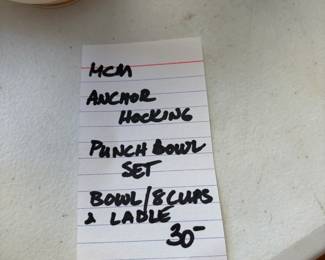 MCM
ANCHOR
HOCKING
PUNCH BOWL
SET
BOWL/8 CUPS
& LADLE
30-